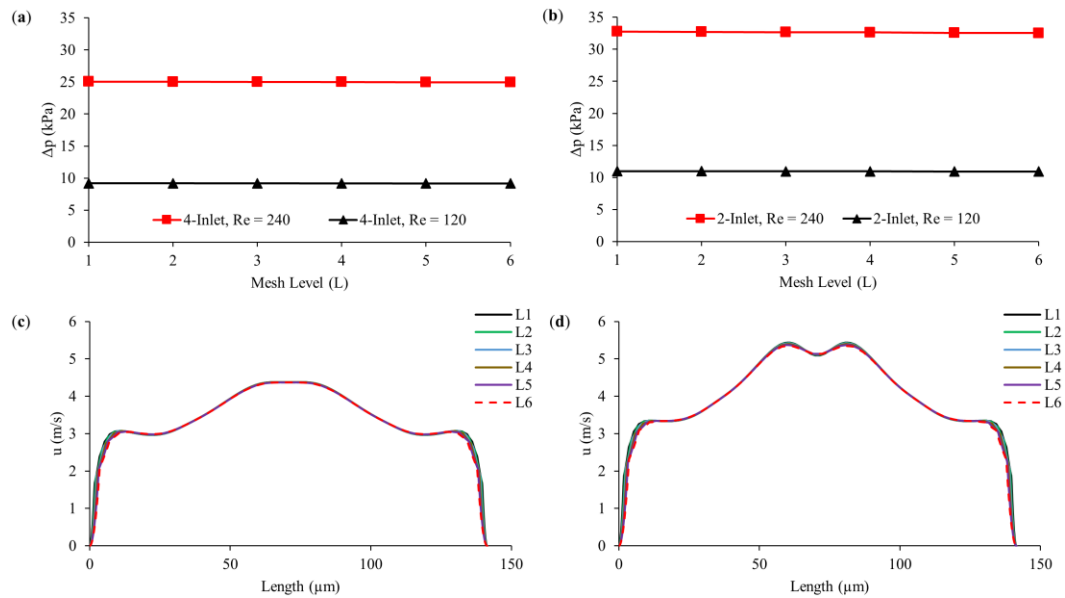 (a)
35
30
25
20
15
10
5
0
Δp (kPa)
4-Inlet, Re = 240 4-Inlet, Re = 120
1 2 3 4 5 6
Mesh Level (L)
(b)
35
30
25
20
15
10
5
0
Δp (kPa)
2-Inlet, Re = 240 2-Inlet, Re = 120
1 2 3 4 5 6
Mesh Level (L)
(c)
6
5
4
3
2
1
0
u (m/s)
L1
L2
L3
L4
L5
L6
0 50 100 150
Length (µm)
(d)
6
5
4
3
2
1
0
u (m/s)
L1
L2
L3
L4
L5
L6
0 50 100 150
Length (µm)